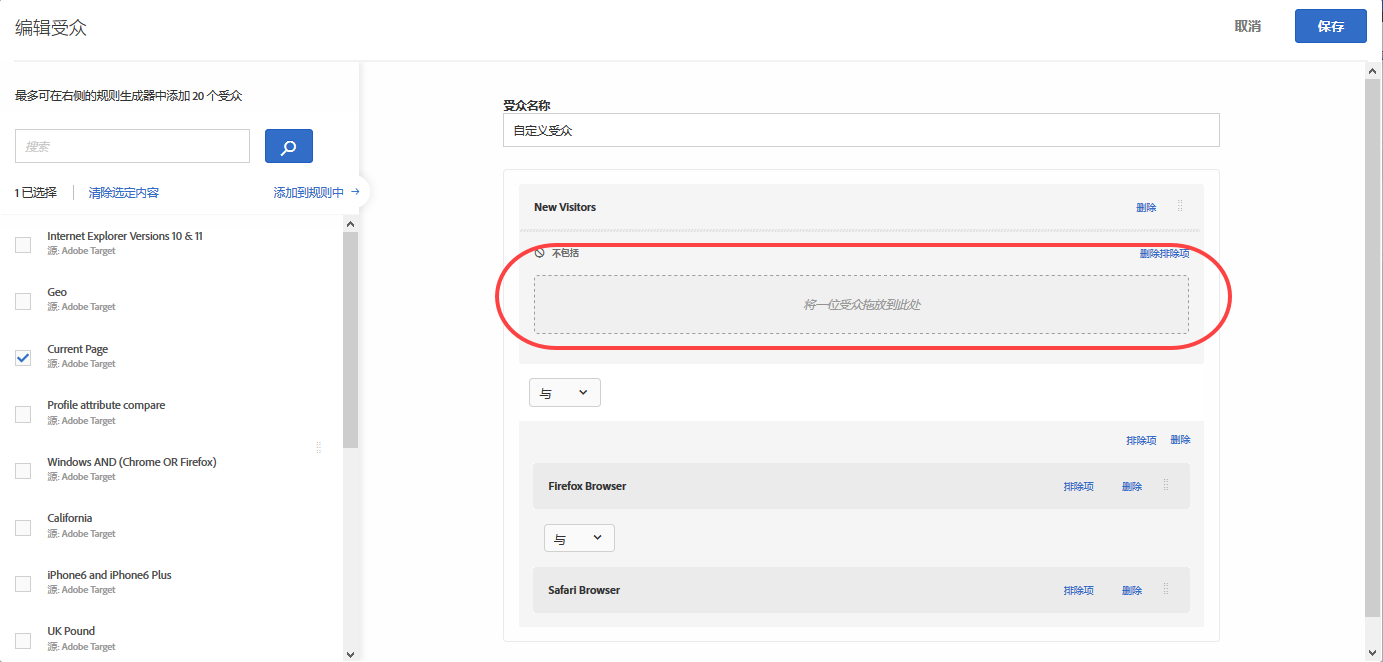 编辑受众
取消
保存
最多可在右侧的规则生成器中添加 20 个受众
搜索
1 已选择
清除选定内容
添加到规则中 →
Internet Explorer Versions 10 & 11
源: Adobe Target
Geo
源: Adobe Target
Current Page
源: Adobe Target
Profile attribute compare
源: Adobe Target
Windows AND (Chrome OR Firefox)
源: Adobe Target
California
源: Adobe Target
iPhone6 and iPhone6 Plus
源: Adobe Target
UK Pound
源: Adobe Target
受众名称
自定义受众
New Visitors
删除
不包括
删除排除项
将一位受众拖放到此处
与
排除项
删除
Firefox Browser
排除项
删除
与
Safari Browser
排除项
删除